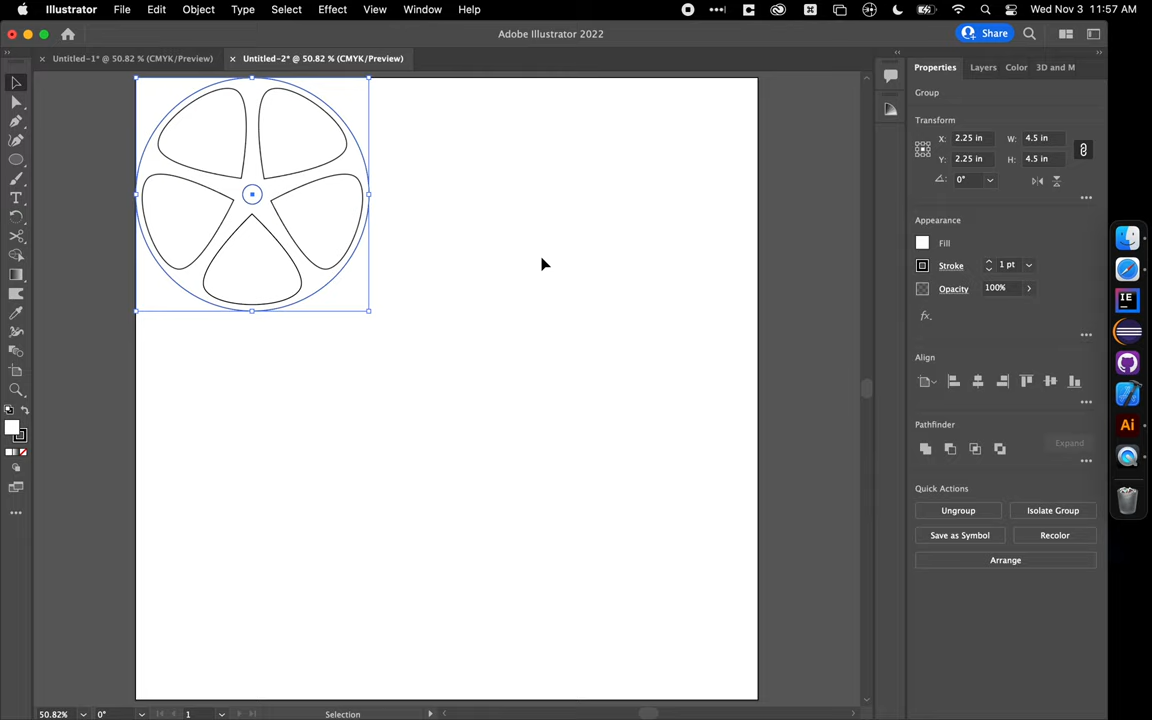 Illustrator File Edit Object Type Select Effect View Window Help Wed Nov 3 11:57 AM
Adobe Illustrator 2022 Share
Untitled-1* @ 50.82 % (CMYK/Preview) Untitled-2* @ 50.82 % (CMYK/Preview)
Properties Layers Color 3D and M
Group
Transform
X: 2.25 in W: 4.5 in
Y: 2.25 in H: 4.5 in
0°
Appearance
Fill
Stroke 1 pt
Opacity 100%
fx.
Align
Pathfinder
Expand
Quick Actions
Ungroup Isolate Group
Save as Symbol Recolor
Arrange
IE
Ai
50.82% 0° 1 Selection